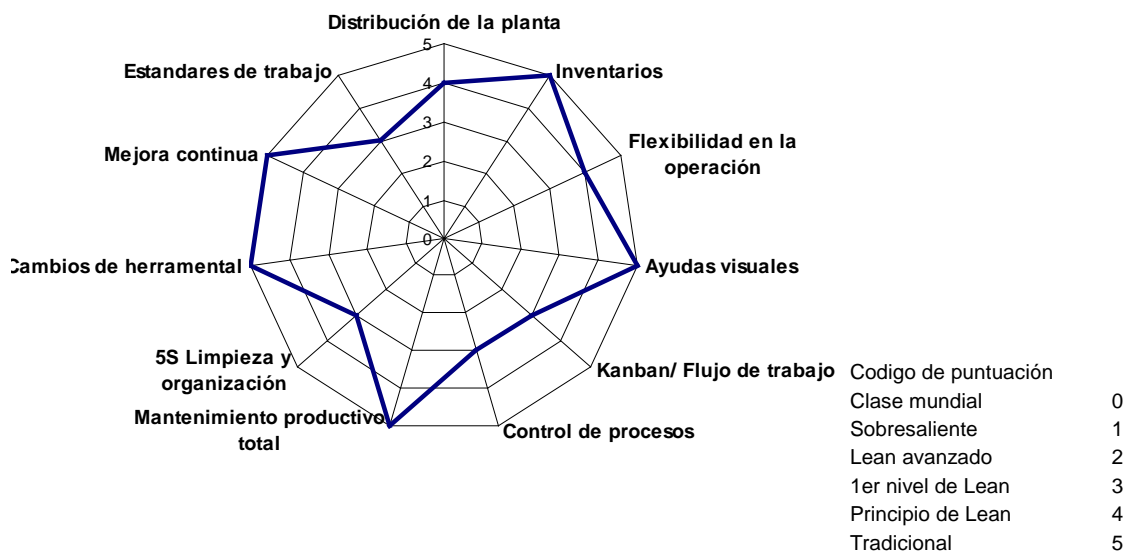 Distribución de la planta
5
4
3
2
1
0
Inventarios
Flexibilidad en la
operación
Ayudas visuales
Kanban/ Flujo de trabajo
Control de procesos
Mantenimiento productivo
total
5S Limpieza y
organización
Cambios de herramental
Mejora continua
Estandares de trabajo
Codigo de puntuación
Clase mundial 0
Sobresaliente 1
Lean avanzado 2
1er nivel de Lean 3
Principio de Lean 4
Tradicional 5